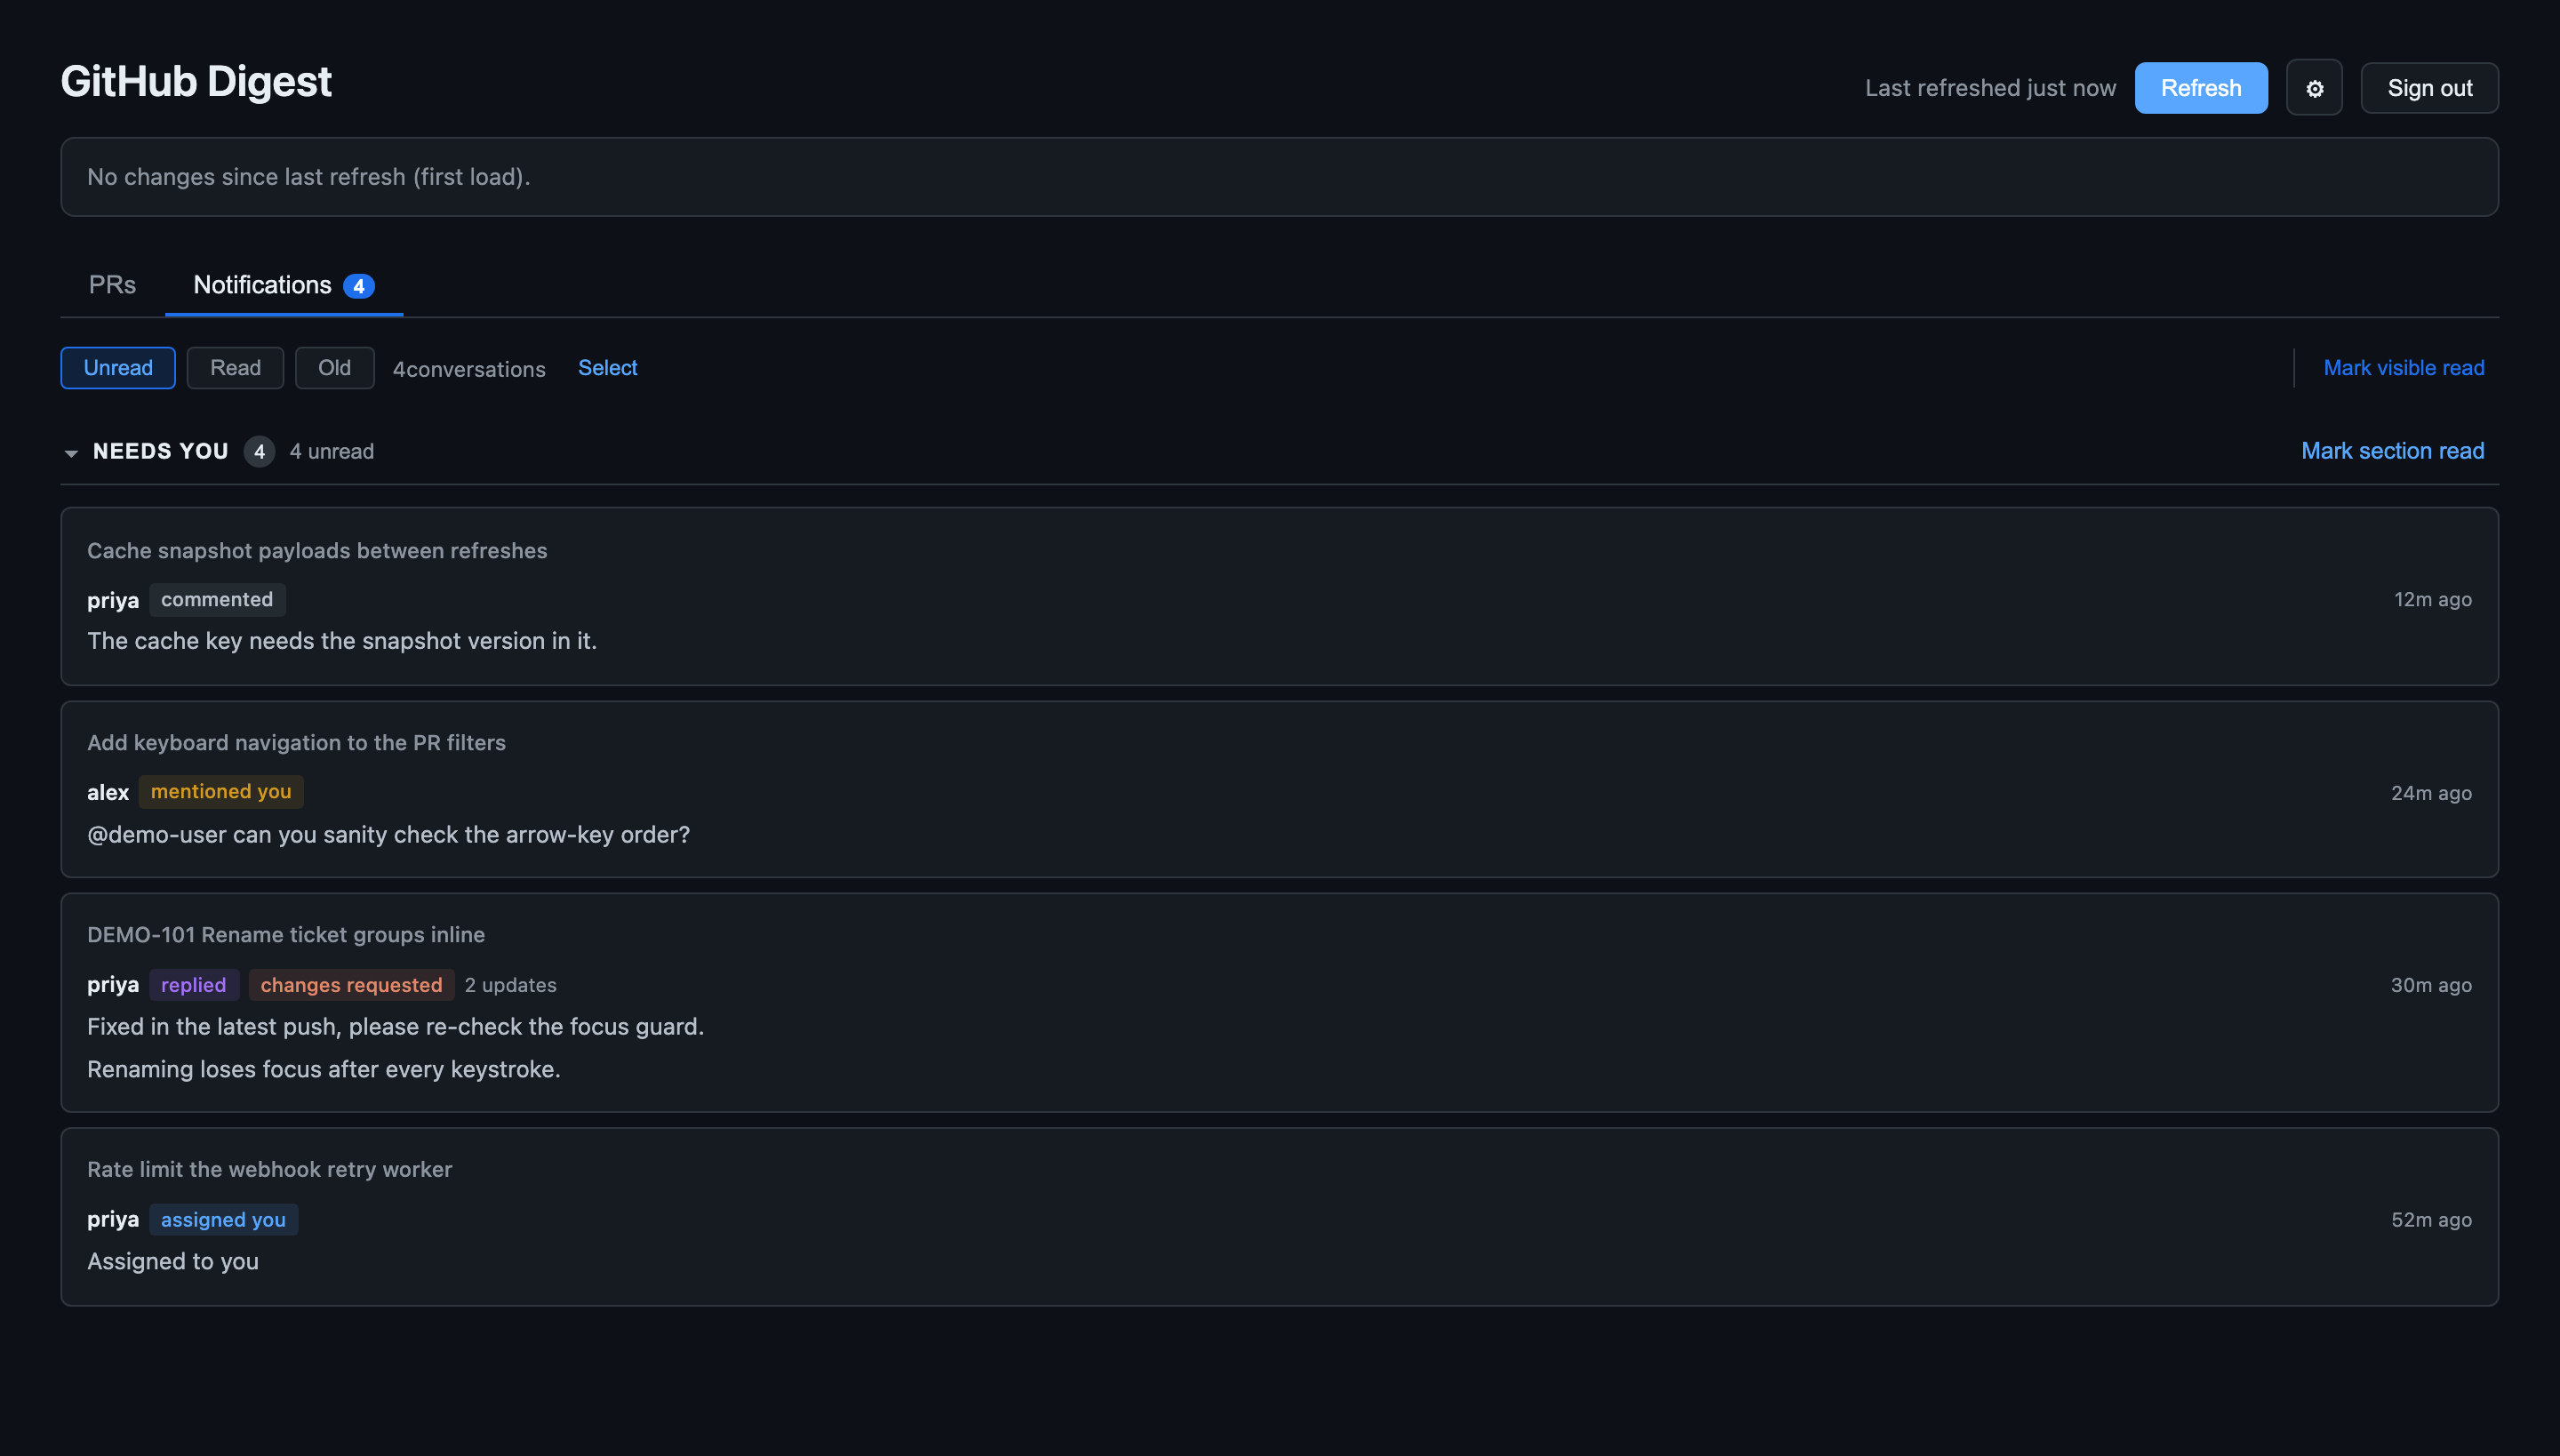 GitHub Digest
Last refreshed just now
Refresh
Sign out
No changes since last refresh (first load).
PRs
Notifications 4
Unread
Read
Old
4conversations
Select
Mark visible read
NEEDS YOU 4 4 unread
Mark section read
Cache snapshot payloads between refreshes
priya commented
12m ago
The cache key needs the snapshot version in it.
Add keyboard navigation to the PR filters
alex mentioned you
24m ago
@demo-user can you sanity check the arrow-key order?
DEMO-101 Rename ticket groups inline
priya replied changes requested 2 updates
30m ago
Fixed in the latest push, please re-check the focus guard.
Renaming loses focus after every keystroke.
Rate limit the webhook retry worker
priya assigned you
52m ago
Assigned to you